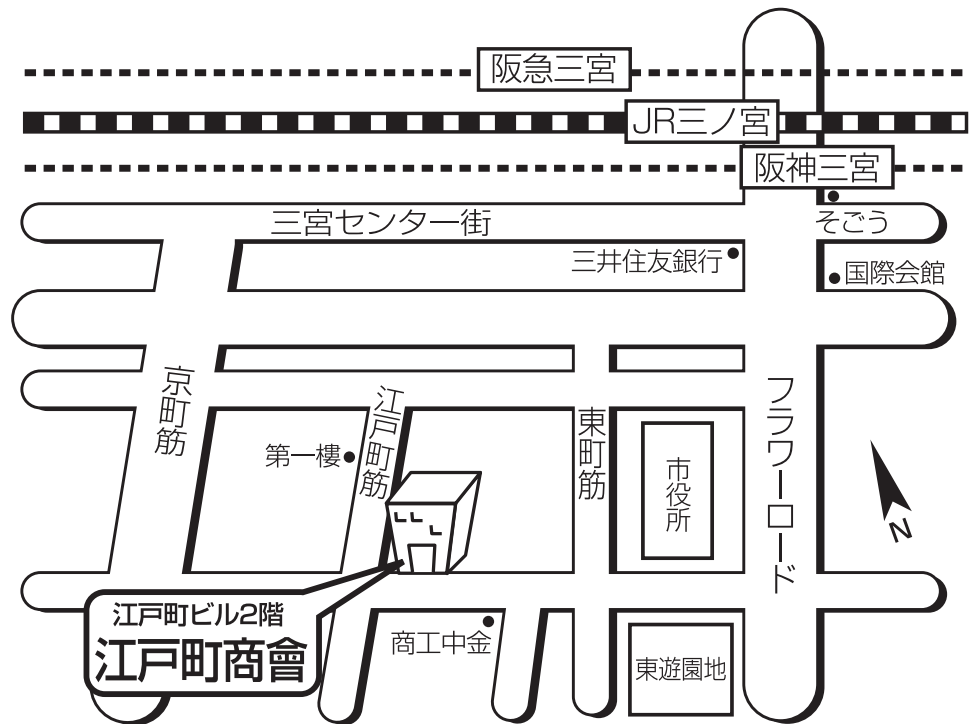 阪急三宮
JR三ノ宮
阪神三宮
三宮センター街
そごう
三井住友銀行
国際会館
京町筋
江戸町筋
第一樓
東町筋
市役所
フラワーロード
N
江戸町ビル2階
江戸町商會
商工中金
東遊園地